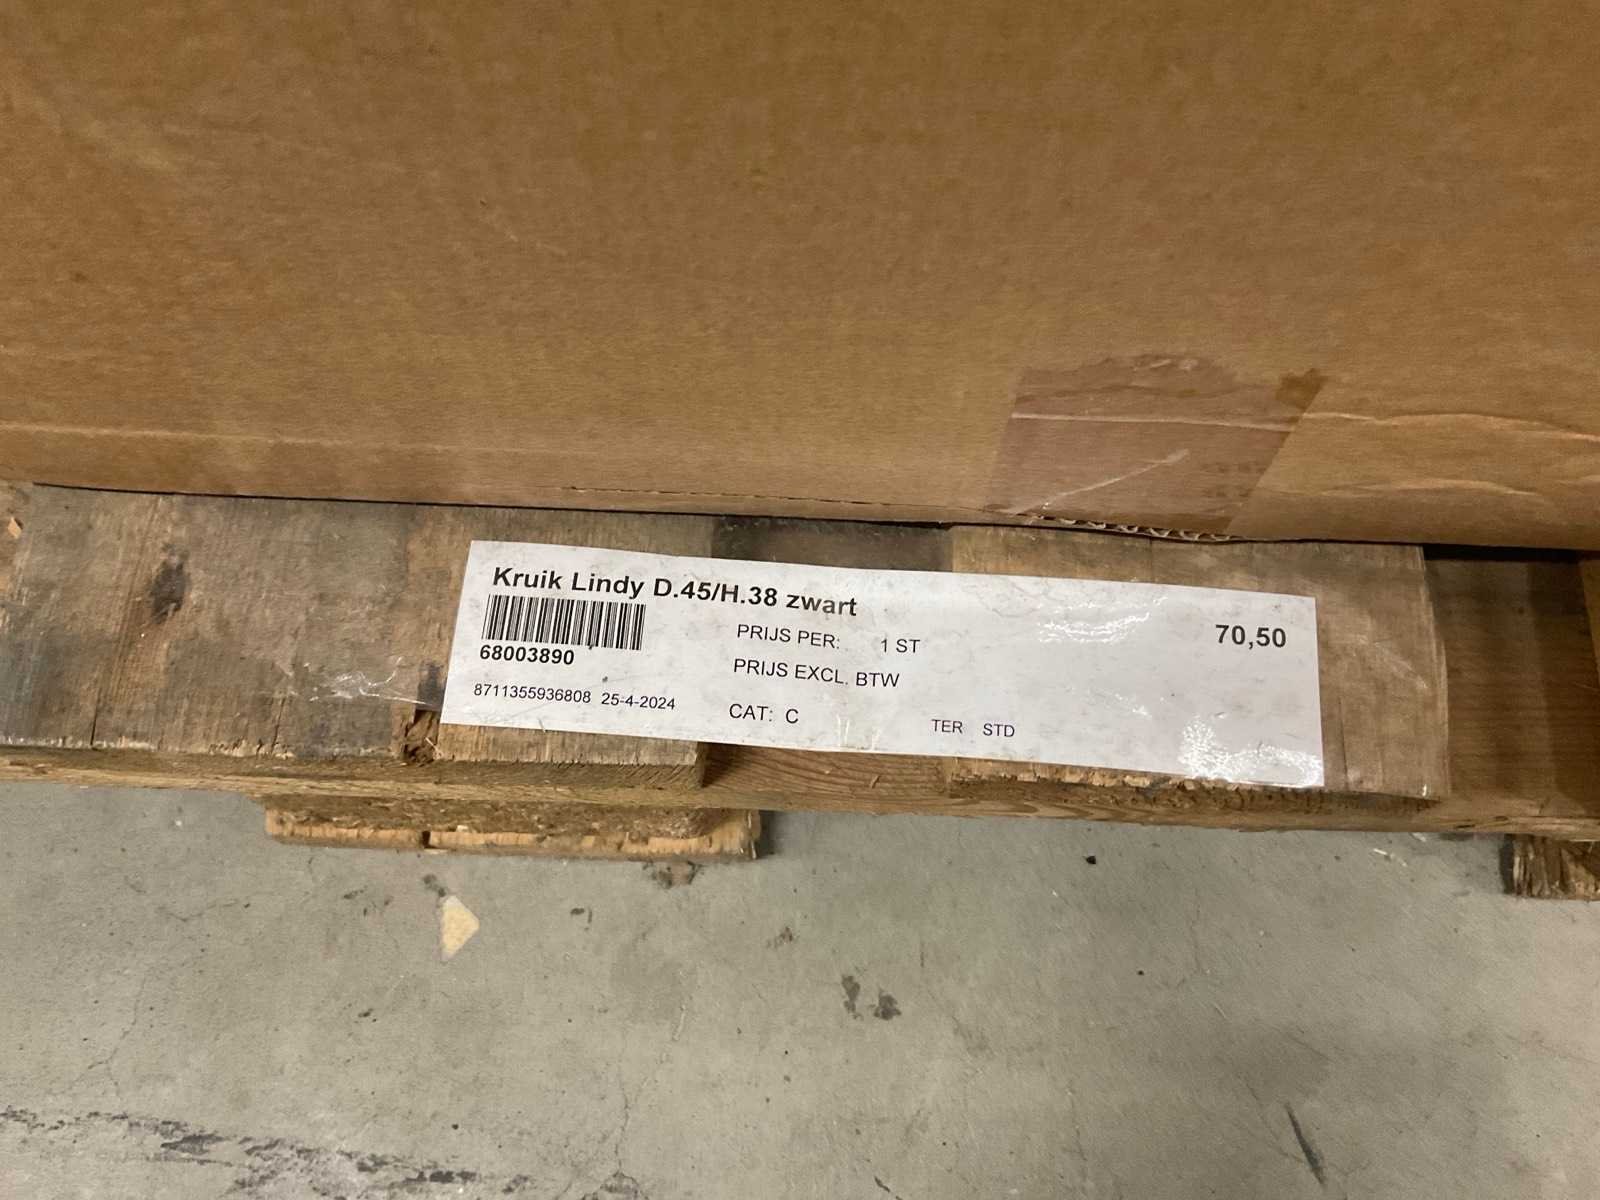 Kruik Lindy D.45/H.38 zwart
70,50
PRIJS PER: 1 ST
68003890
PRIJS EXCL. BTW
8711355936808 25-4-2024
CAT: C
TER STD